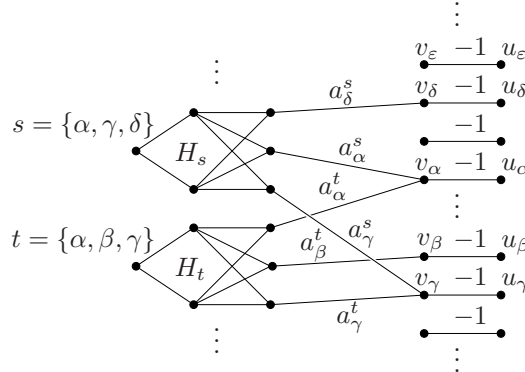 ⋮
v_ε −1 u_ε
⋮
a^s_δ v_δ −1 u_δ
s = {α, γ, δ}
−1
H_s a^s_α
v_α −1 u_α
a^t_α
⋮
t = {α, β, γ} a^t_β a^s_γ v_β −1 u_β
H_t
v_γ −1 u_γ
a^t_γ
−1
⋮
⋮